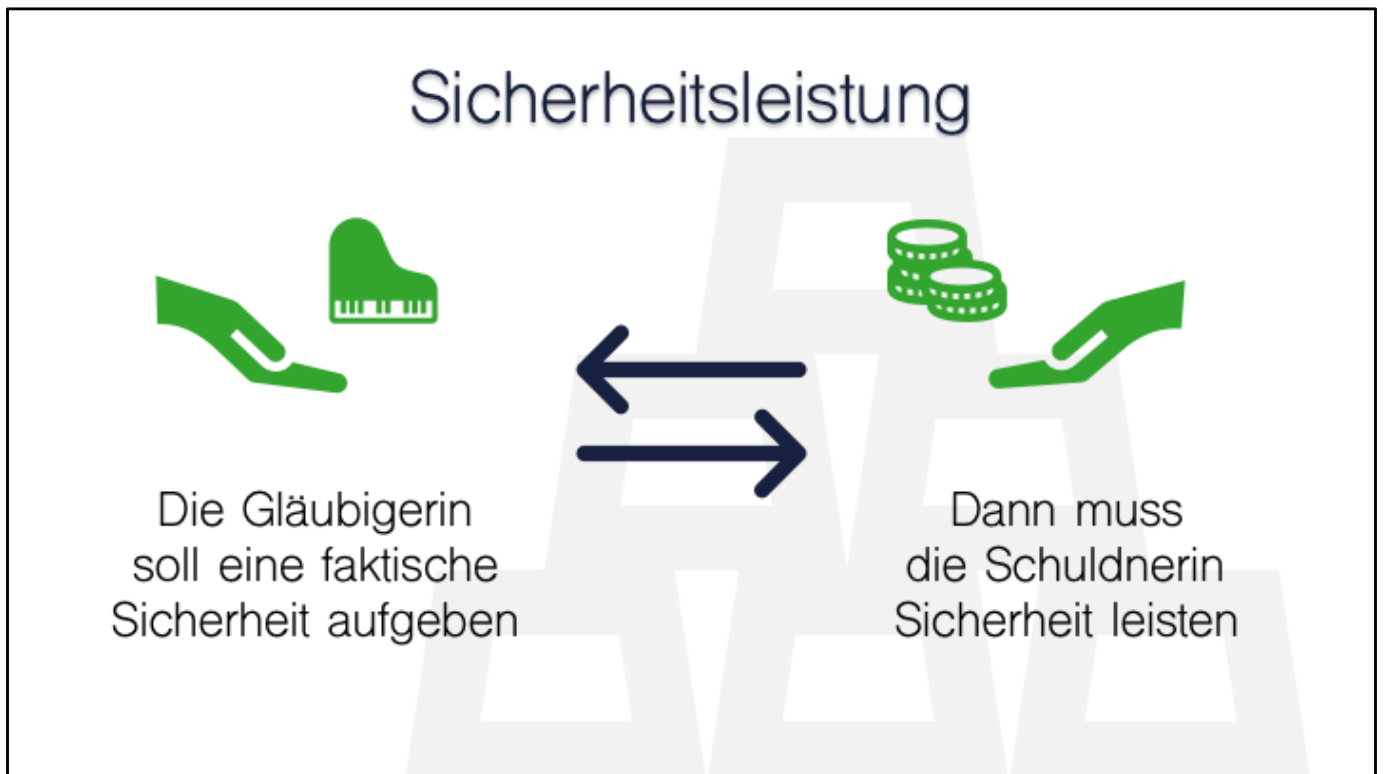 Sicherheitsleistung
Die Gläubigerin
soll eine faktische
Sicherheit aufgeben
Dann muss
die Schuldnerin
Sicherheit leisten